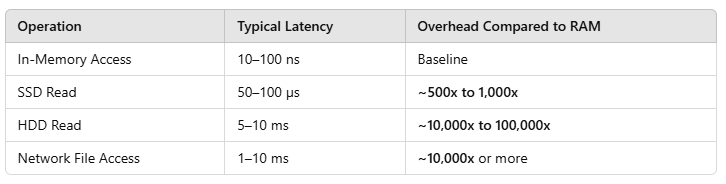 Operation Typical Latency Overhead Compared to RAM
In-Memory Access 10–100 ns Baseline
SSD Read 50–100 µs ~500x to 1,000x
HDD Read 5–10 ms ~10,000x to 100,000x
Network File Access 1–10 ms ~10,000x or more